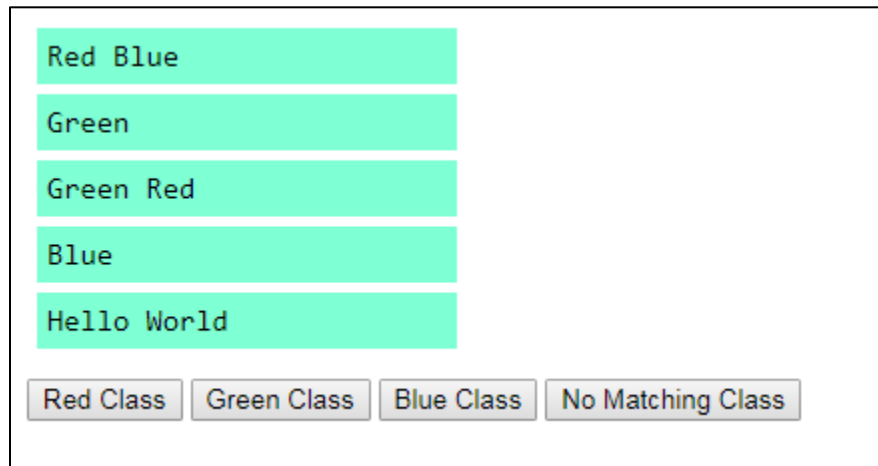 Red Blue
Green
Green Red
Blue
Hello World
Red Class Green Class Blue Class No Matching Class